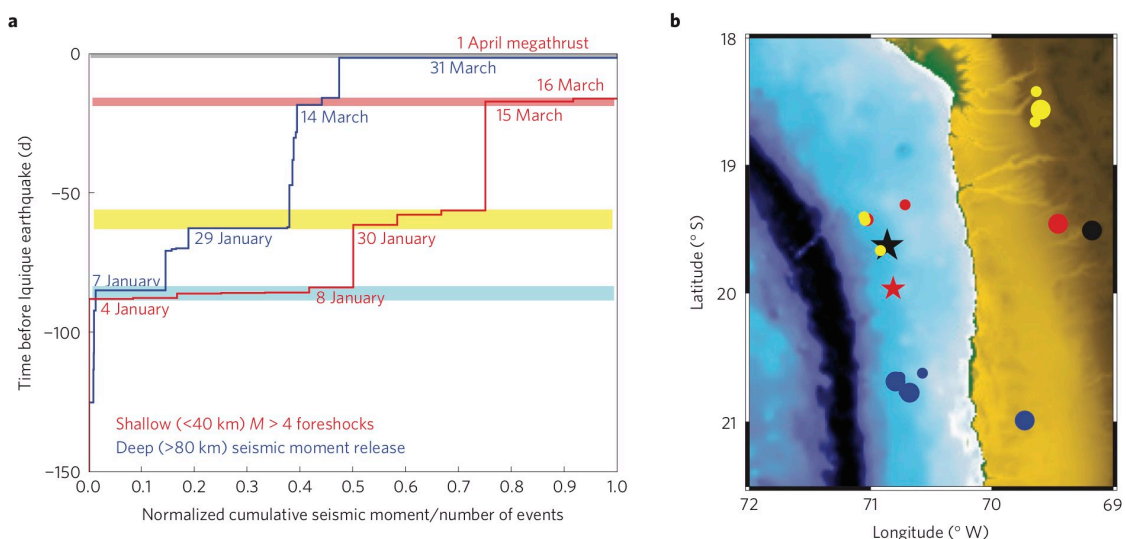 a
1 April megathrust
31 March
16 March
14 March
15 March
29 January
30 January
7 January
4 January
8 January
Shallow (<40 km) M > 4 foreshocks
Deep (>80 km) seismic moment release
Time before Iquique earthquake (d)
0
−50
−100
−150
0.0 0.1 0.2 0.3 0.4 0.5 0.6 0.7 0.8 0.9 1.0
Normalized cumulative seismic moment/number of events
b
Latitude (° S)
18
19
20
21
72 71 70 69
Longitude (° W)